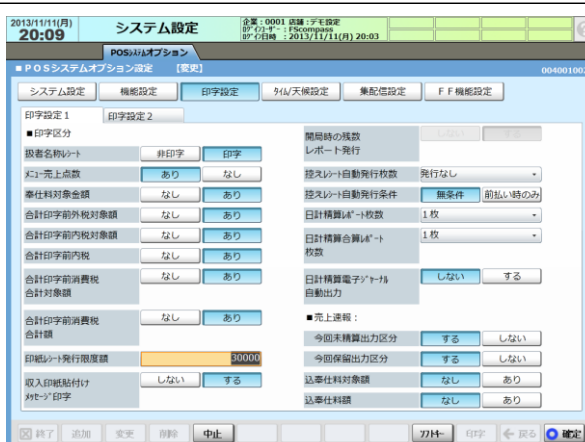 2013/11/11(月)
20:09
システム設定
企業：0001 店舗：デモ設定
ﾛｸﾞｲﾝﾕｰｻﾞｰ：FScompass
ﾛｸﾞｲﾝ日時 ：2013/11/11(月) 20:03
POSｼｽﾃﾑオプション
■ＰＯＳシステムオプション設定 【変更】
00400100
システム設定 機能設定 印字設定 ﾀｲﾑ/天候設定 集配信設定 ＦＦ機能設定
印字設定１ 印字設定２
■印字区分
扱者名称ﾚｼｰﾄ 非印字 印字
ﾒﾆｭｰ売上点数 あり なし
奉仕料対象金額 なし あり
合計印字前外税対象額 なし あり
合計印字前内税対象額 なし あり
合計印字前内税 なし あり
合計印字前消費税
合計対象額 なし あり
合計印字前消費税
合計額 なし あり
印紙ﾚｼｰﾄ発行限度額 30000
収入印紙貼付け
ﾒｯｾｰｼﾞ印字 しない する
開局時の残数
レポート発行 しない する
控えﾚｼｰﾄ自動発行枚数 発行なし
控えﾚｼｰﾄ自動発行条件 無条件 前払い時のみ
日計精算ﾚﾎﾟｰﾄ枚数 1 枚
日計精算合算ﾚﾎﾟｰﾄ
枚数 1 枚
日計精算電子ｼﾞｬｰﾅﾙ
自動出力 しない する
■売上速報：
今回未精算出力区分 する しない
今回保留出力区分 する しない
込奉仕料対象額 なし あり
込奉仕料額 なし あり
終了 追加 変更 削除 中止 ﾌﾌﾄｷｰ 印字 戻る 確定